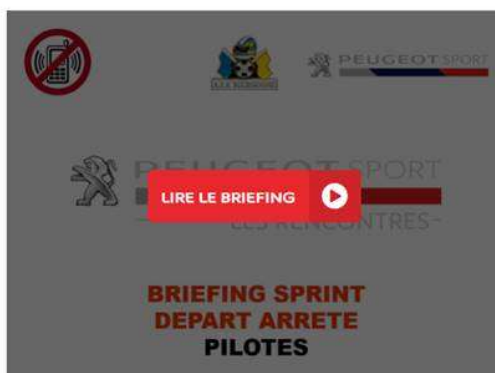 PEUGEOT SPORT
PEUGEOT SPORT
LIRE LE BRIEFING
LES RENCONTRES
BRIEFING SPRINT
DEPART ARRETE
PILOTES